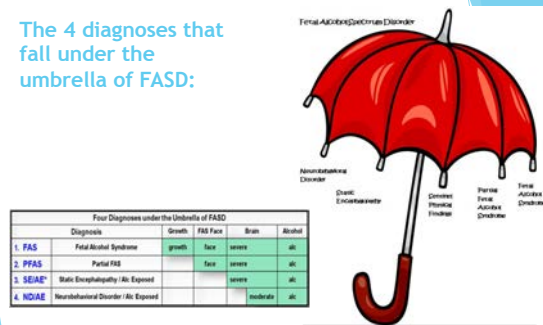 The 4 diagnoses that
fall under the
umbrella of FASD:
Fetal Alcohol Spectrum Disorder
Neurobehavioral
Disorder
Static
Encephalopathy
Sentinel
Physical
Findings
Partial
Fetal
Alcohol
Syndrome
Fetal
Alcohol
Syndrome
Four Diagnoses under the Umbrella of FASD
Diagnosis Growth FAS Face Brain Alcohol
1. FAS Fetal Alcohol Syndrome growth face severe alc
2. PFAS Partial FAS face severe alc
3. SE/AE* Static Encephalopathy / Alc Exposed severe alc
4. ND/AE Neurobehavioral Disorder / Alc Exposed moderate alc